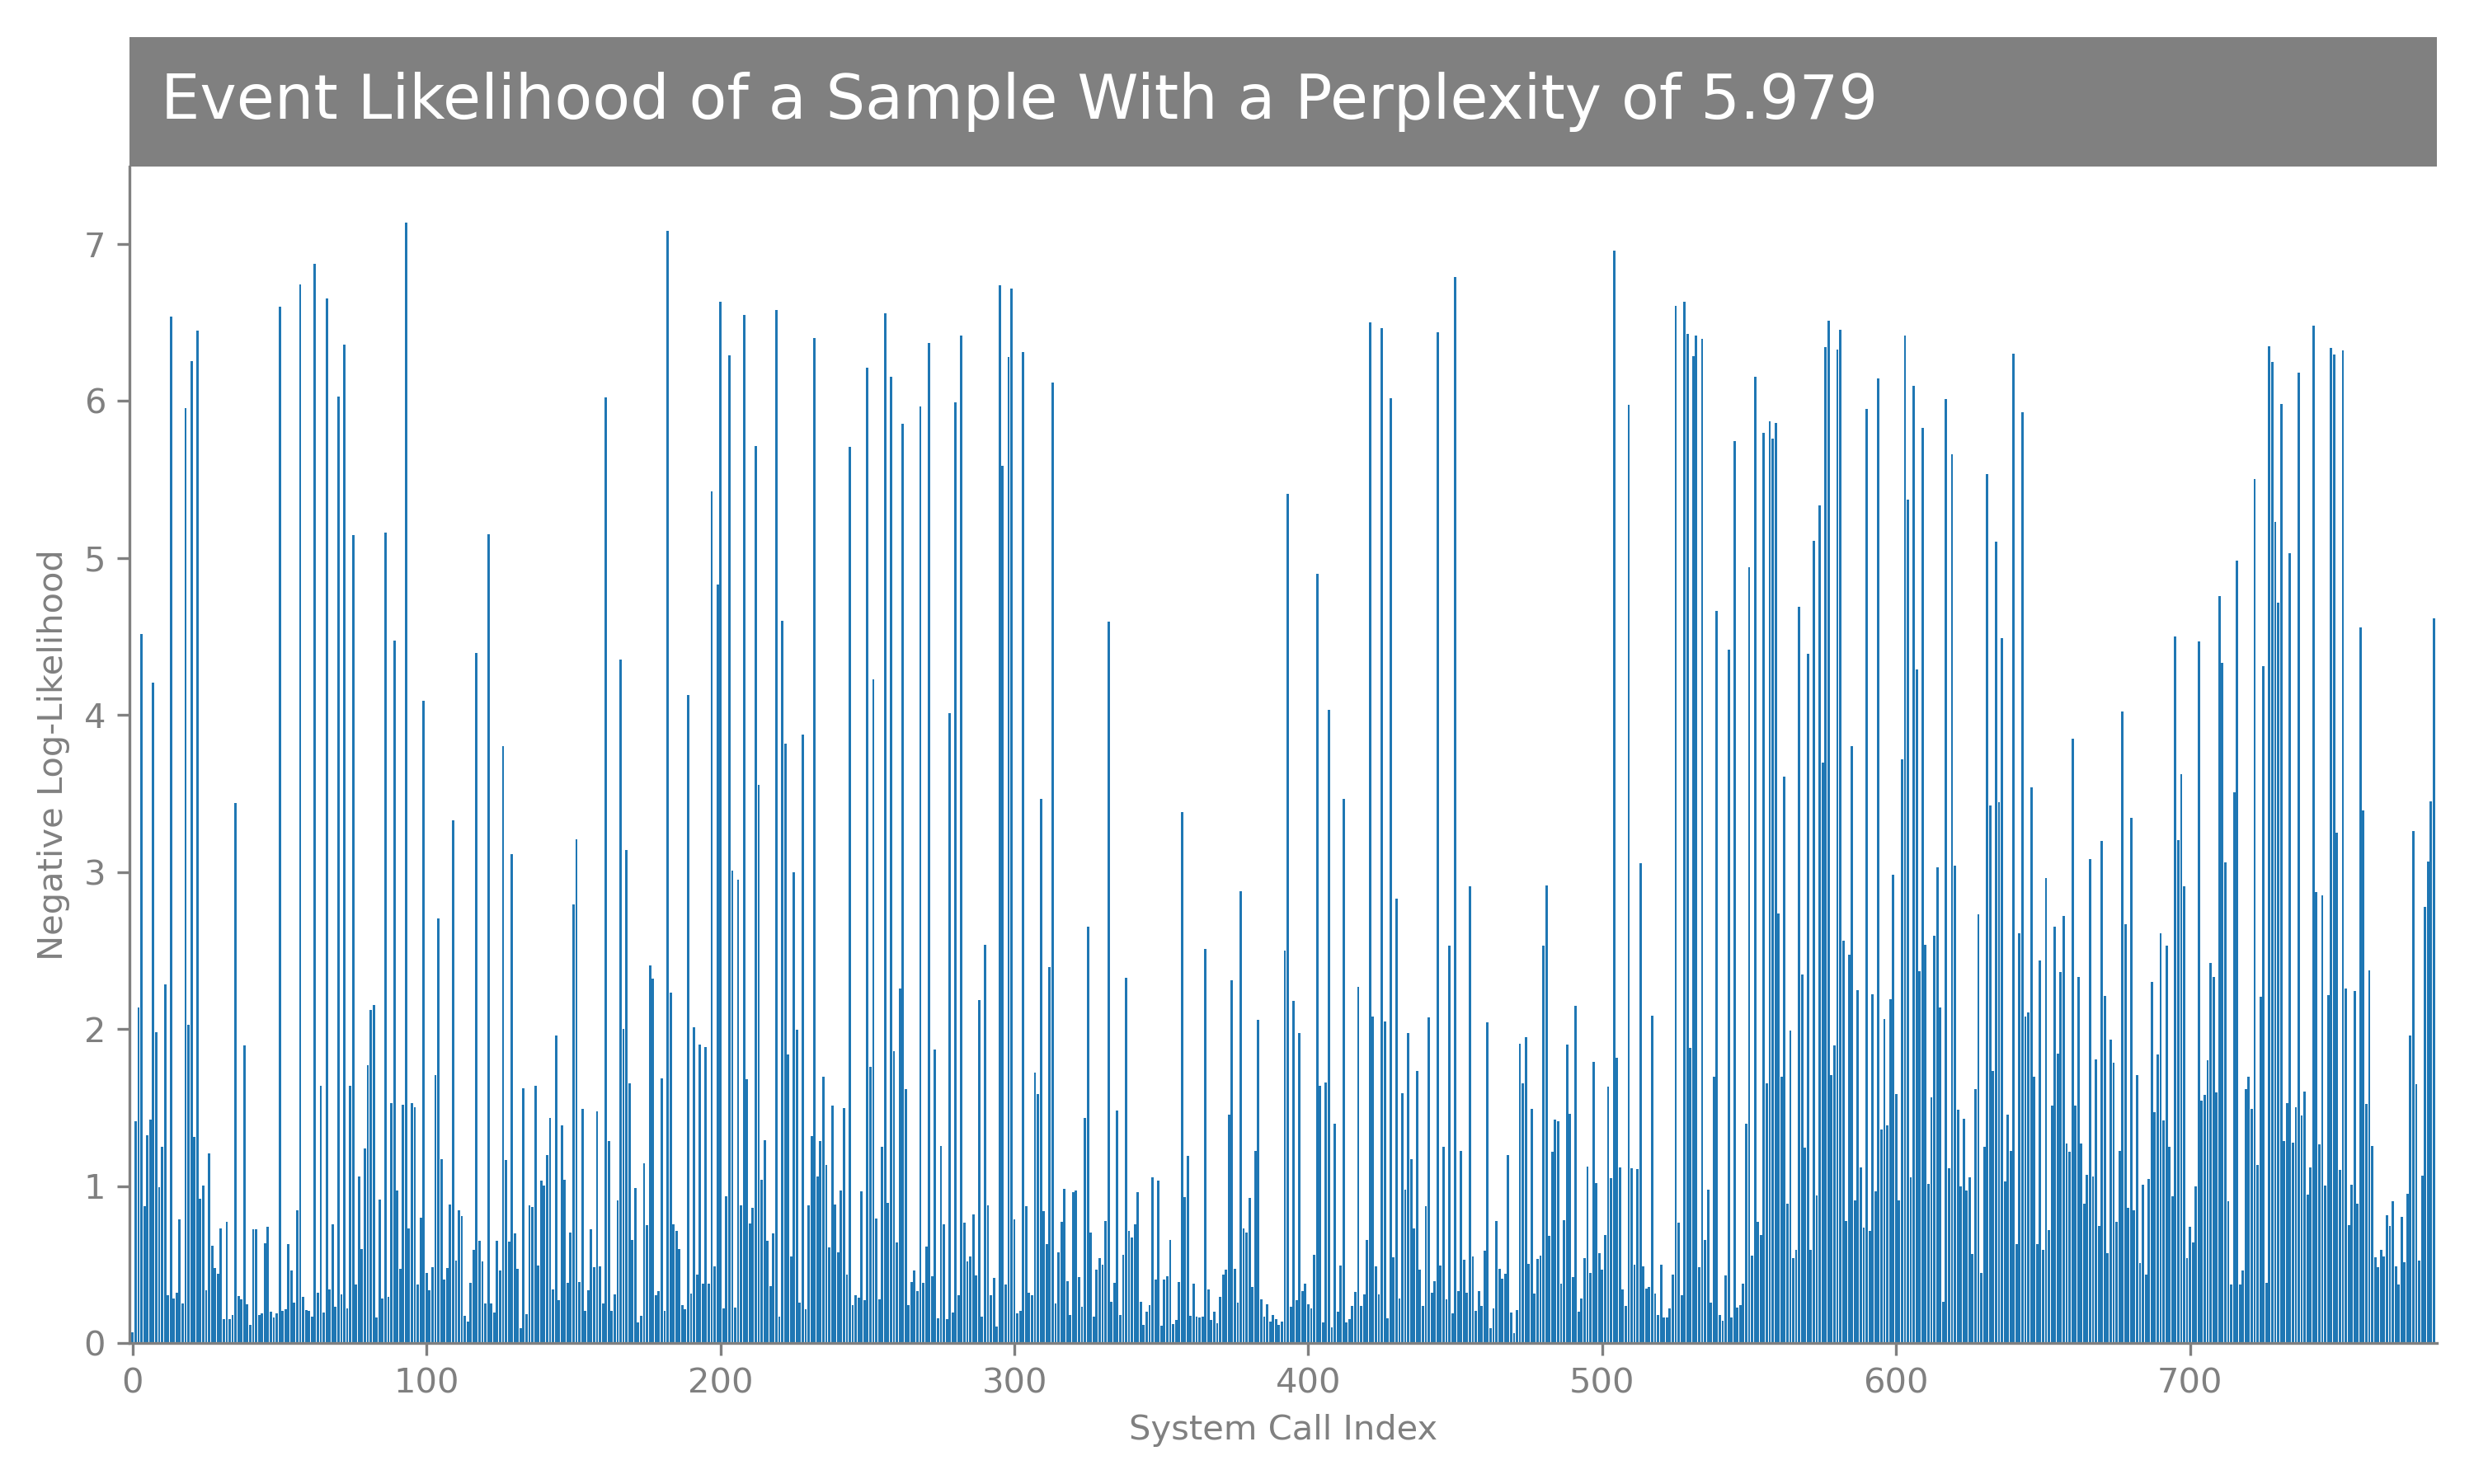 Event Likelihood of a Sample With a Perplexity of 5.979
Negative Log-Likelihood
7
6
5
4
3
2
1
0
0 100 200 300 400 500 600 700
System Call Index